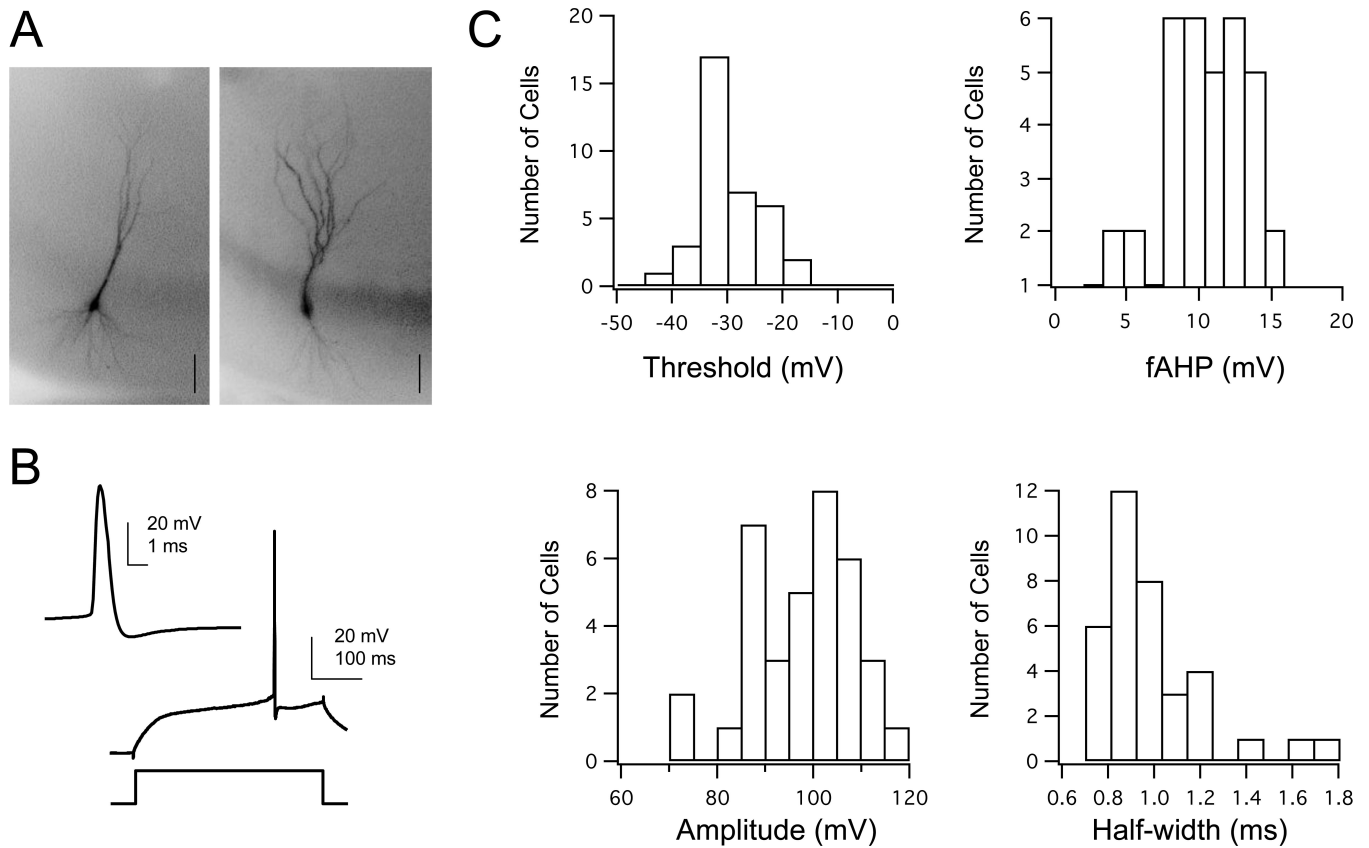 A
B
20 mV
1 ms
20 mV
100 ms
C
20
15
10
5
0
Number of Cells
-50 -40 -30 -20 -10 0
Threshold (mV)
6
5
4
3
2
1
Number of Cells
0 5 10 15 20
fAHP (mV)
8
6
4
2
0
Number of Cells
60 80 100 120
Amplitude (mV)
12
10
8
6
4
2
0
Number of Cells
0.6 0.8 1.0 1.2 1.4 1.6 1.8
Half-width (ms)